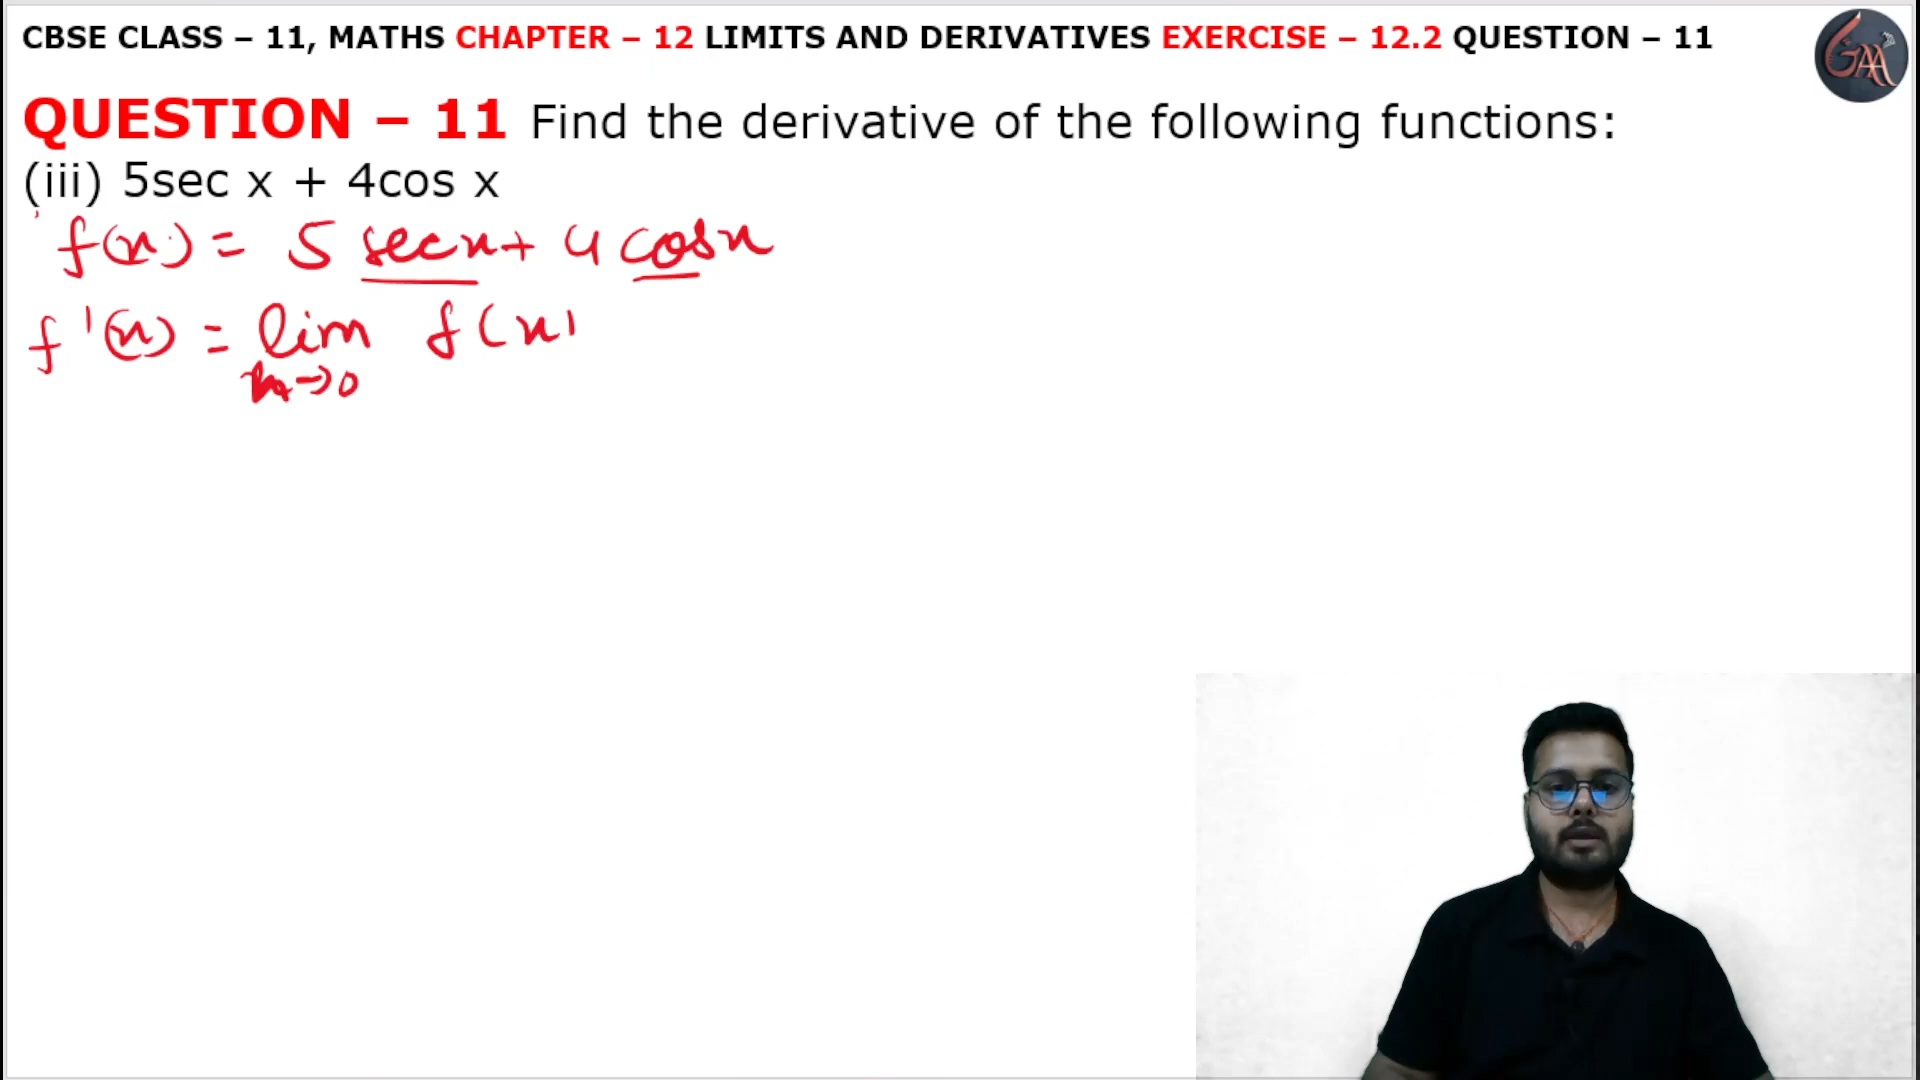 CBSE CLASS – 11, MATHS CHAPTER – 12 LIMITS AND DERIVATIVES EXERCISE – 12.2 QUESTION – 11
GAA
QUESTION – 11 Find the derivative of the following functions:
(iii) 5sec x + 4cos x
f(x) = 5 secx + 4 cosx
f'(x) = lim f(x)
h→0